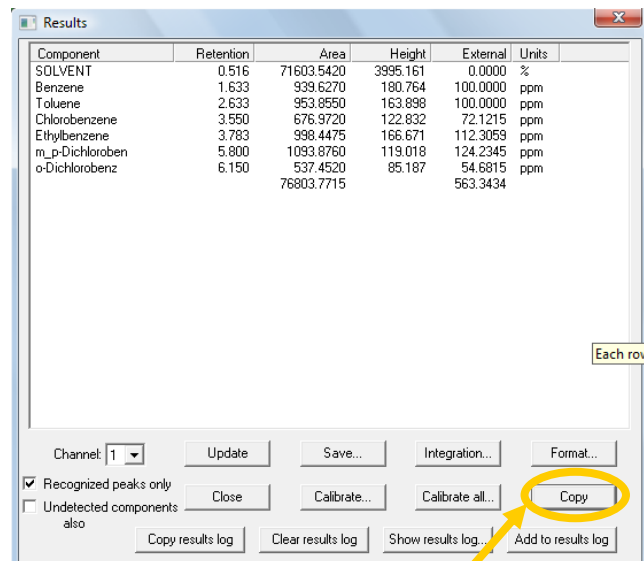 Results
Component Retention Area Height External Units
SOLVENT 0.516 71603.5420 3995.161 0.0000 %
Benzene 1.633 939.6270 180.764 100.0000 ppm
Toluene 2.633 953.8550 163.898 100.0000 ppm
Chlorobenzene 3.550 676.9720 122.832 72.1215 ppm
Ethylbenzene 3.783 998.4475 166.671 112.3059 ppm
m_p-Dichloroben 5.800 1093.8760 119.018 124.2345 ppm
o-Dichlorobenz 6.150 537.4520 85.187 54.6815 ppm
76803.7715 563.3434
Each row
Channel: 1 Update Save... Integration... Format...
Recognized peaks only
Undetected components also
Close Calibrate... Calibrate all... Copy
Copy results log Clear results log Show results log... Add to results log